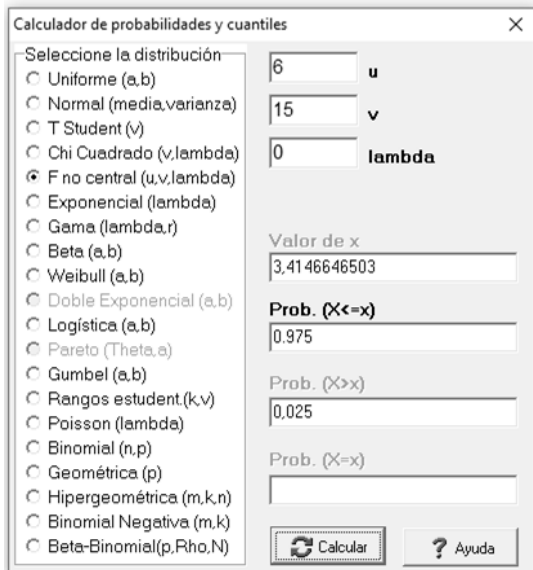 Calculador de probabilidades y cuantiles
Seleccione la distribución
Uniforme (a,b)
Normal (media,varianza)
T Student (v)
Chi Cuadrado (v,lambda)
F no central (u,v,lambda)
Exponencial (lambda)
Gama (lambda,r)
Beta (a,b)
Weibull (a,b)
Doble Exponencial (a,b)
Logística (a,b)
Pareto (Theta,a)
Gumbel (a,b)
Rangos estudent.(k,v)
Poisson (lambda)
Binomial (n,p)
Geométrica (p)
Hipergeométrica (m,k,n)
Binomial Negativa (m,k)
Beta-Binomial(p,Rho,N)
6 u
15 v
0 lambda
Valor de x
3,4146646503
Prob. (X<=x)
0.975
Prob. (X>x)
0,025
Prob. (X=x)
Calcular
? Ayuda